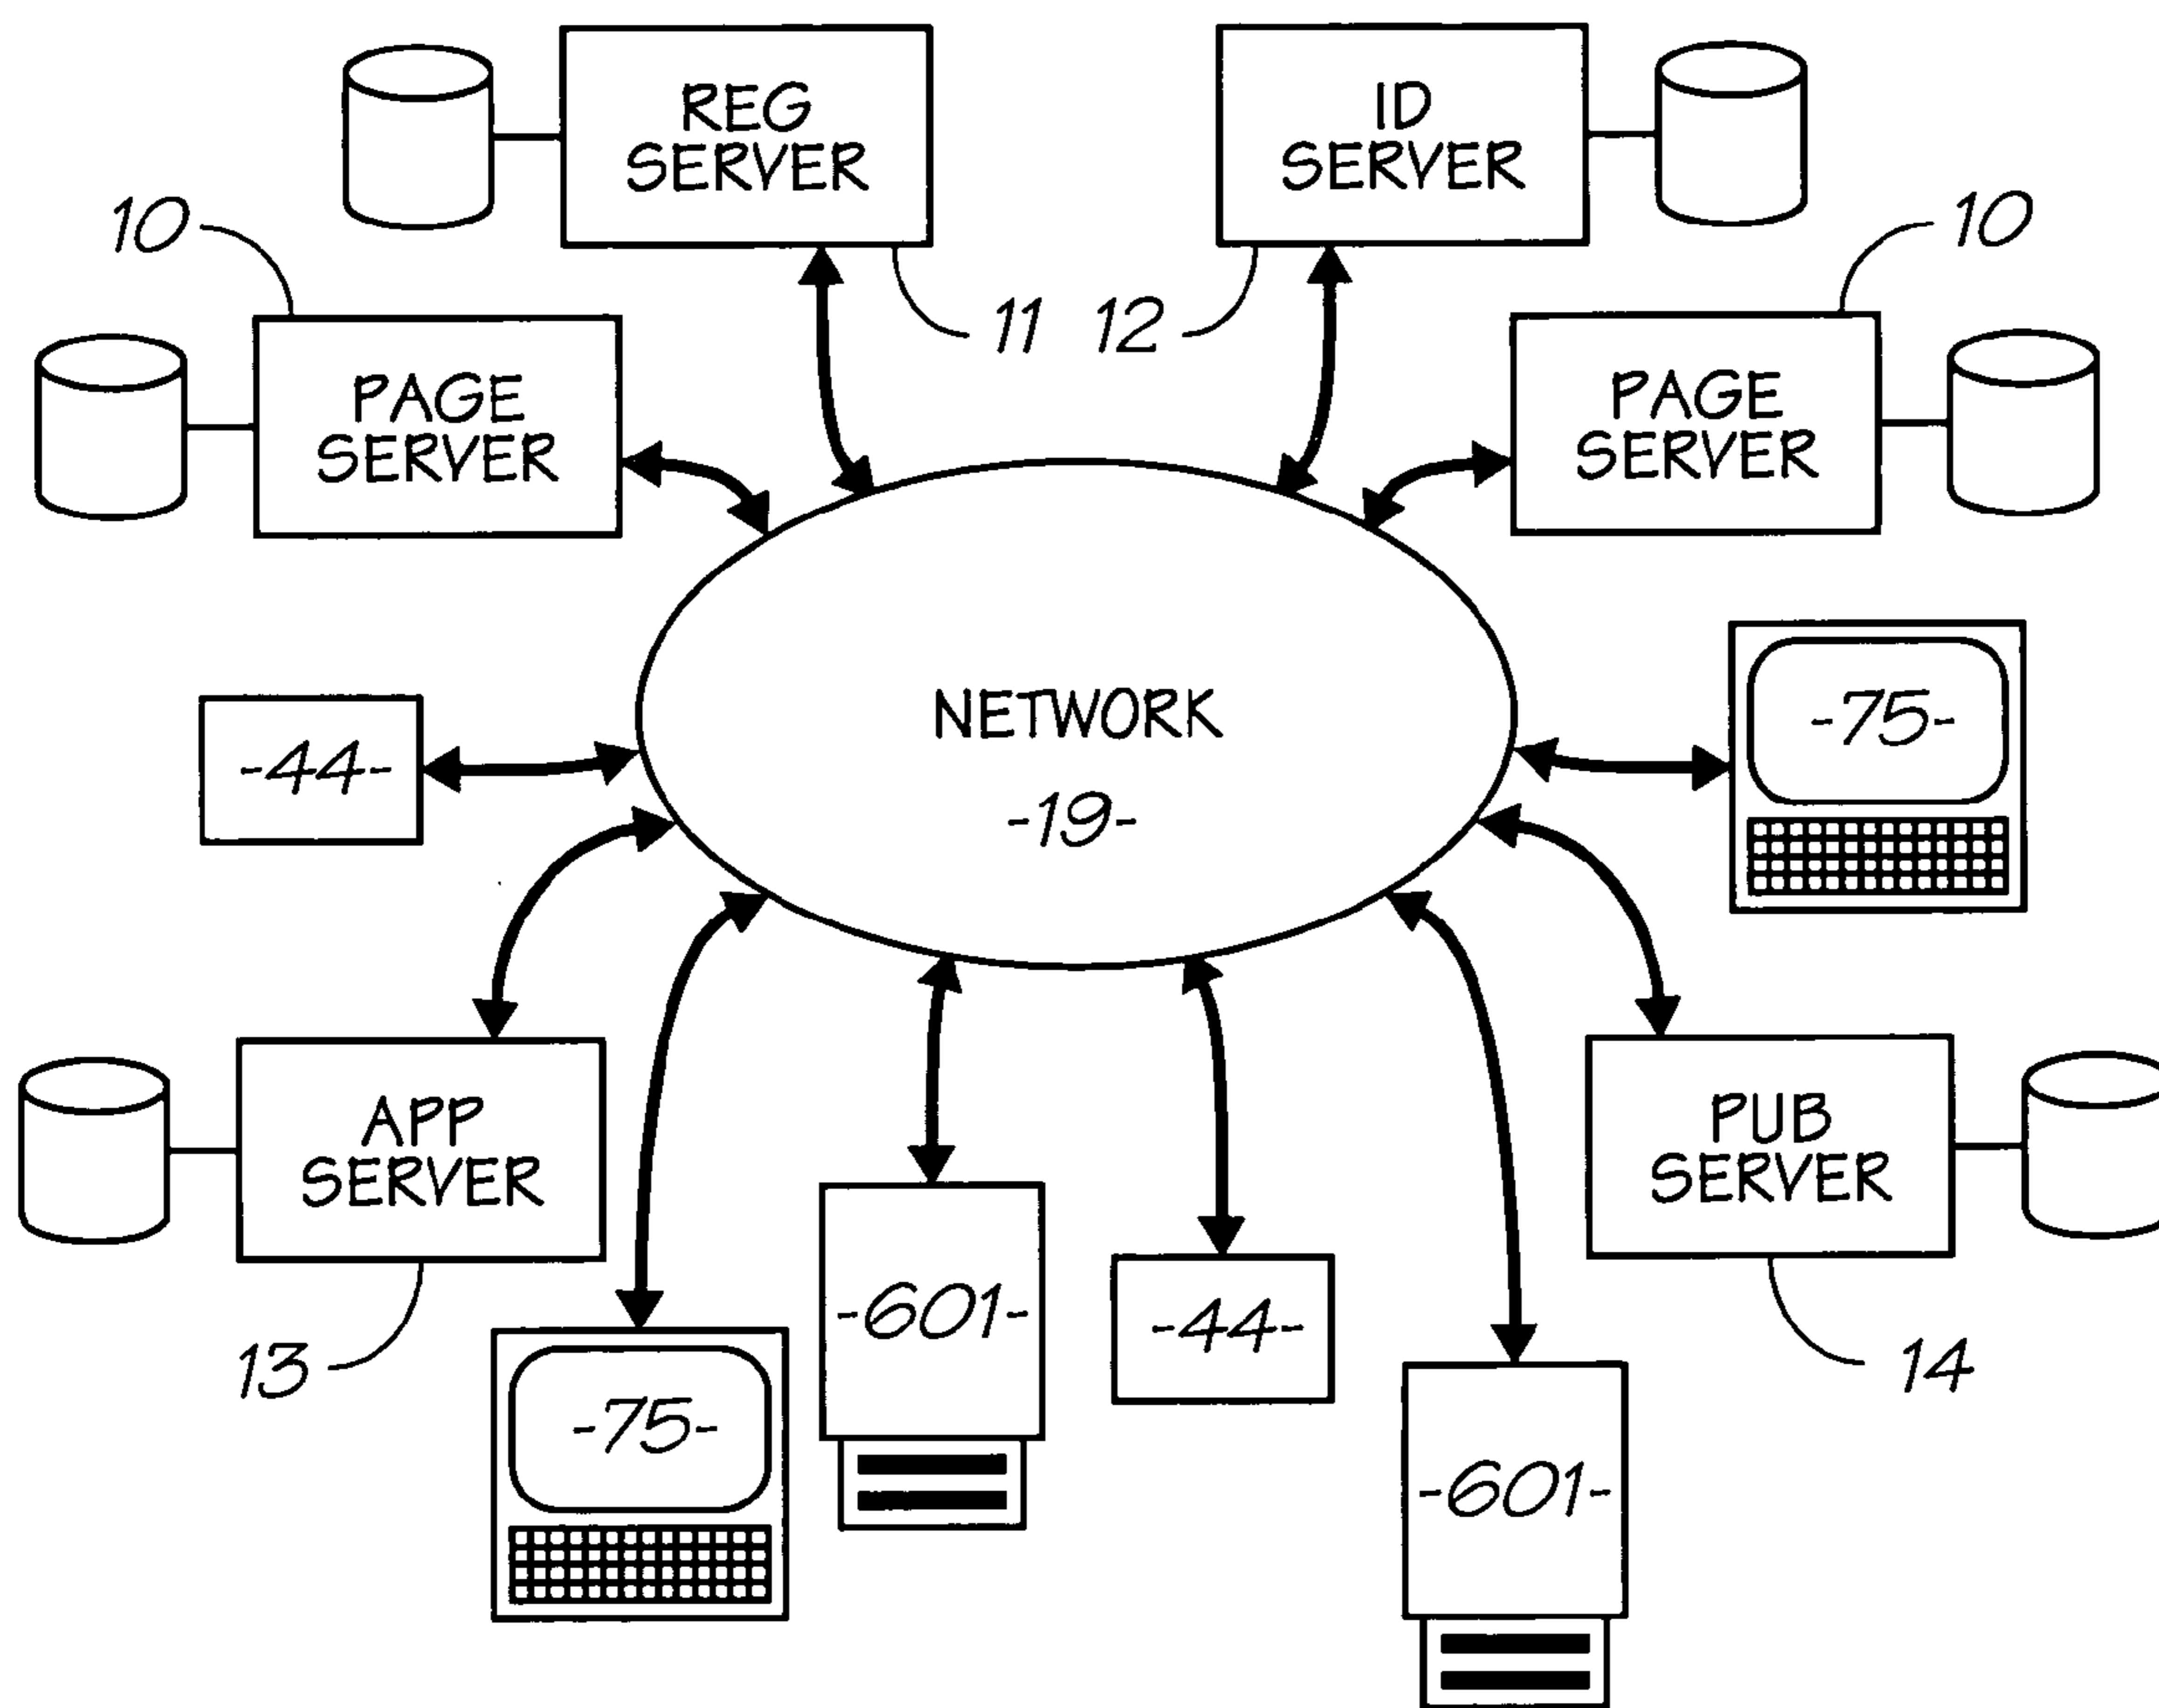 REG
SERVER
ID
SERVER
10
10
11
12
PAGE
SERVER
PAGE
SERVER
-75-
NETWORK
-19-
-44-
APP
SERVER
PUB
SERVER
-601-
-44-
13
14
-75-
-601-